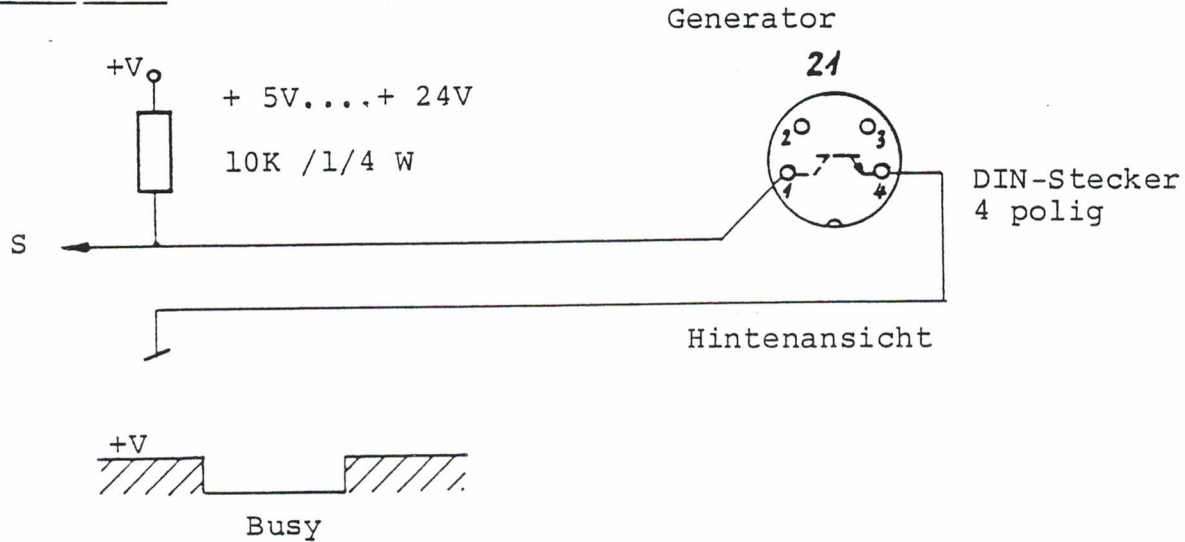 Generator
21
+V
+ 5V....+ 24V
10K /1/4 W
2 3
1 4
DIN-Stecker
4 polig
S
Hintenansicht
+V
Busy